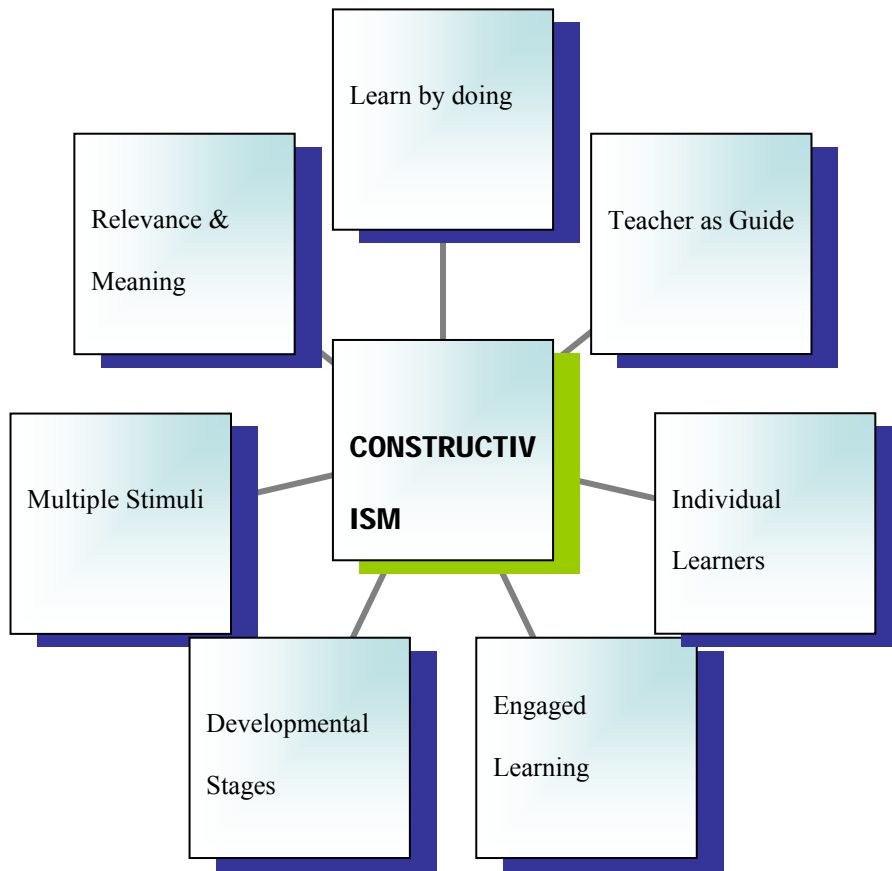 Learn by doing
Relevance &
Meaning
Teacher as Guide
CONSTRUCTIV
ISM
Multiple Stimuli
Individual
Learners
Developmental
Stages
Engaged
Learning